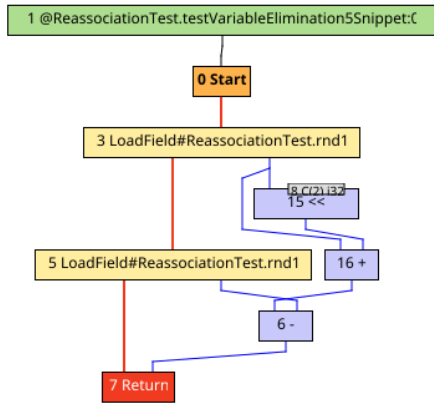 1 @ReassociationTest.testVariableElimination5Snippet:0
0 Start
3 LoadField#ReassociationTest.rnd1
8 C(2) i32
15 <<
5 LoadField#ReassociationTest.rnd1
16 +
6 -
7 Return